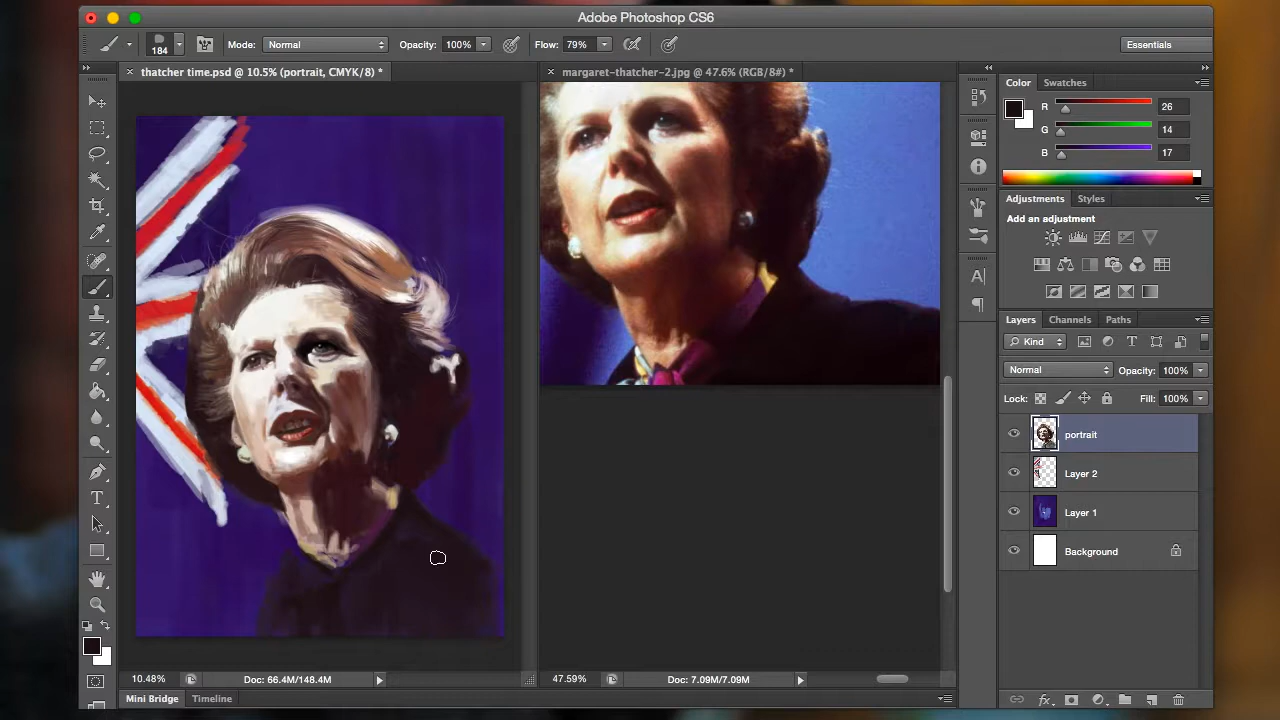 Adobe Photoshop CS6
184 Mode: Normal Opacity: 100% Flow: 79% Essentials
thatcher time.psd @ 10.5% (portrait, CMYK/8) *
margaret-thatcher-2.jpg @ 47.6% (RGB/8#) *
Color Swatches
R 26
G 14
B 17
Adjustments Styles
Add an adjustment
Layers Channels Paths
Kind
Normal Opacity: 100%
Lock: Fill: 100%
portrait
Layer 2
Layer 1
Background
10.48% Doc: 66.4M/148.4M
47.59% Doc: 7.09M/7.09M
Mini Bridge Timeline